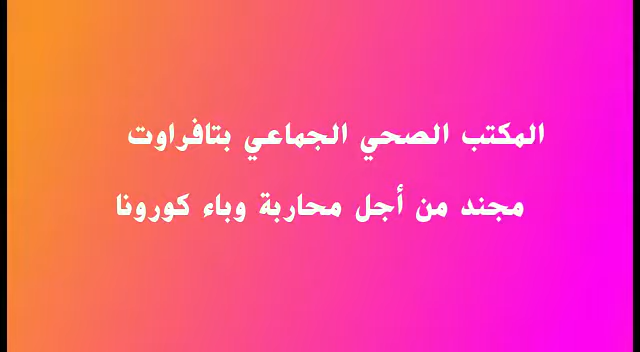 المكتب الصحي الجماعي بتافراوت
مجند من أجل محاربة وباء كورونا